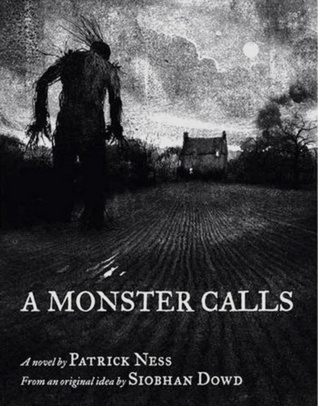 A MONSTER CALLS
A novel by PATRICK NESS
From an original idea by SIOBHAN DOWD